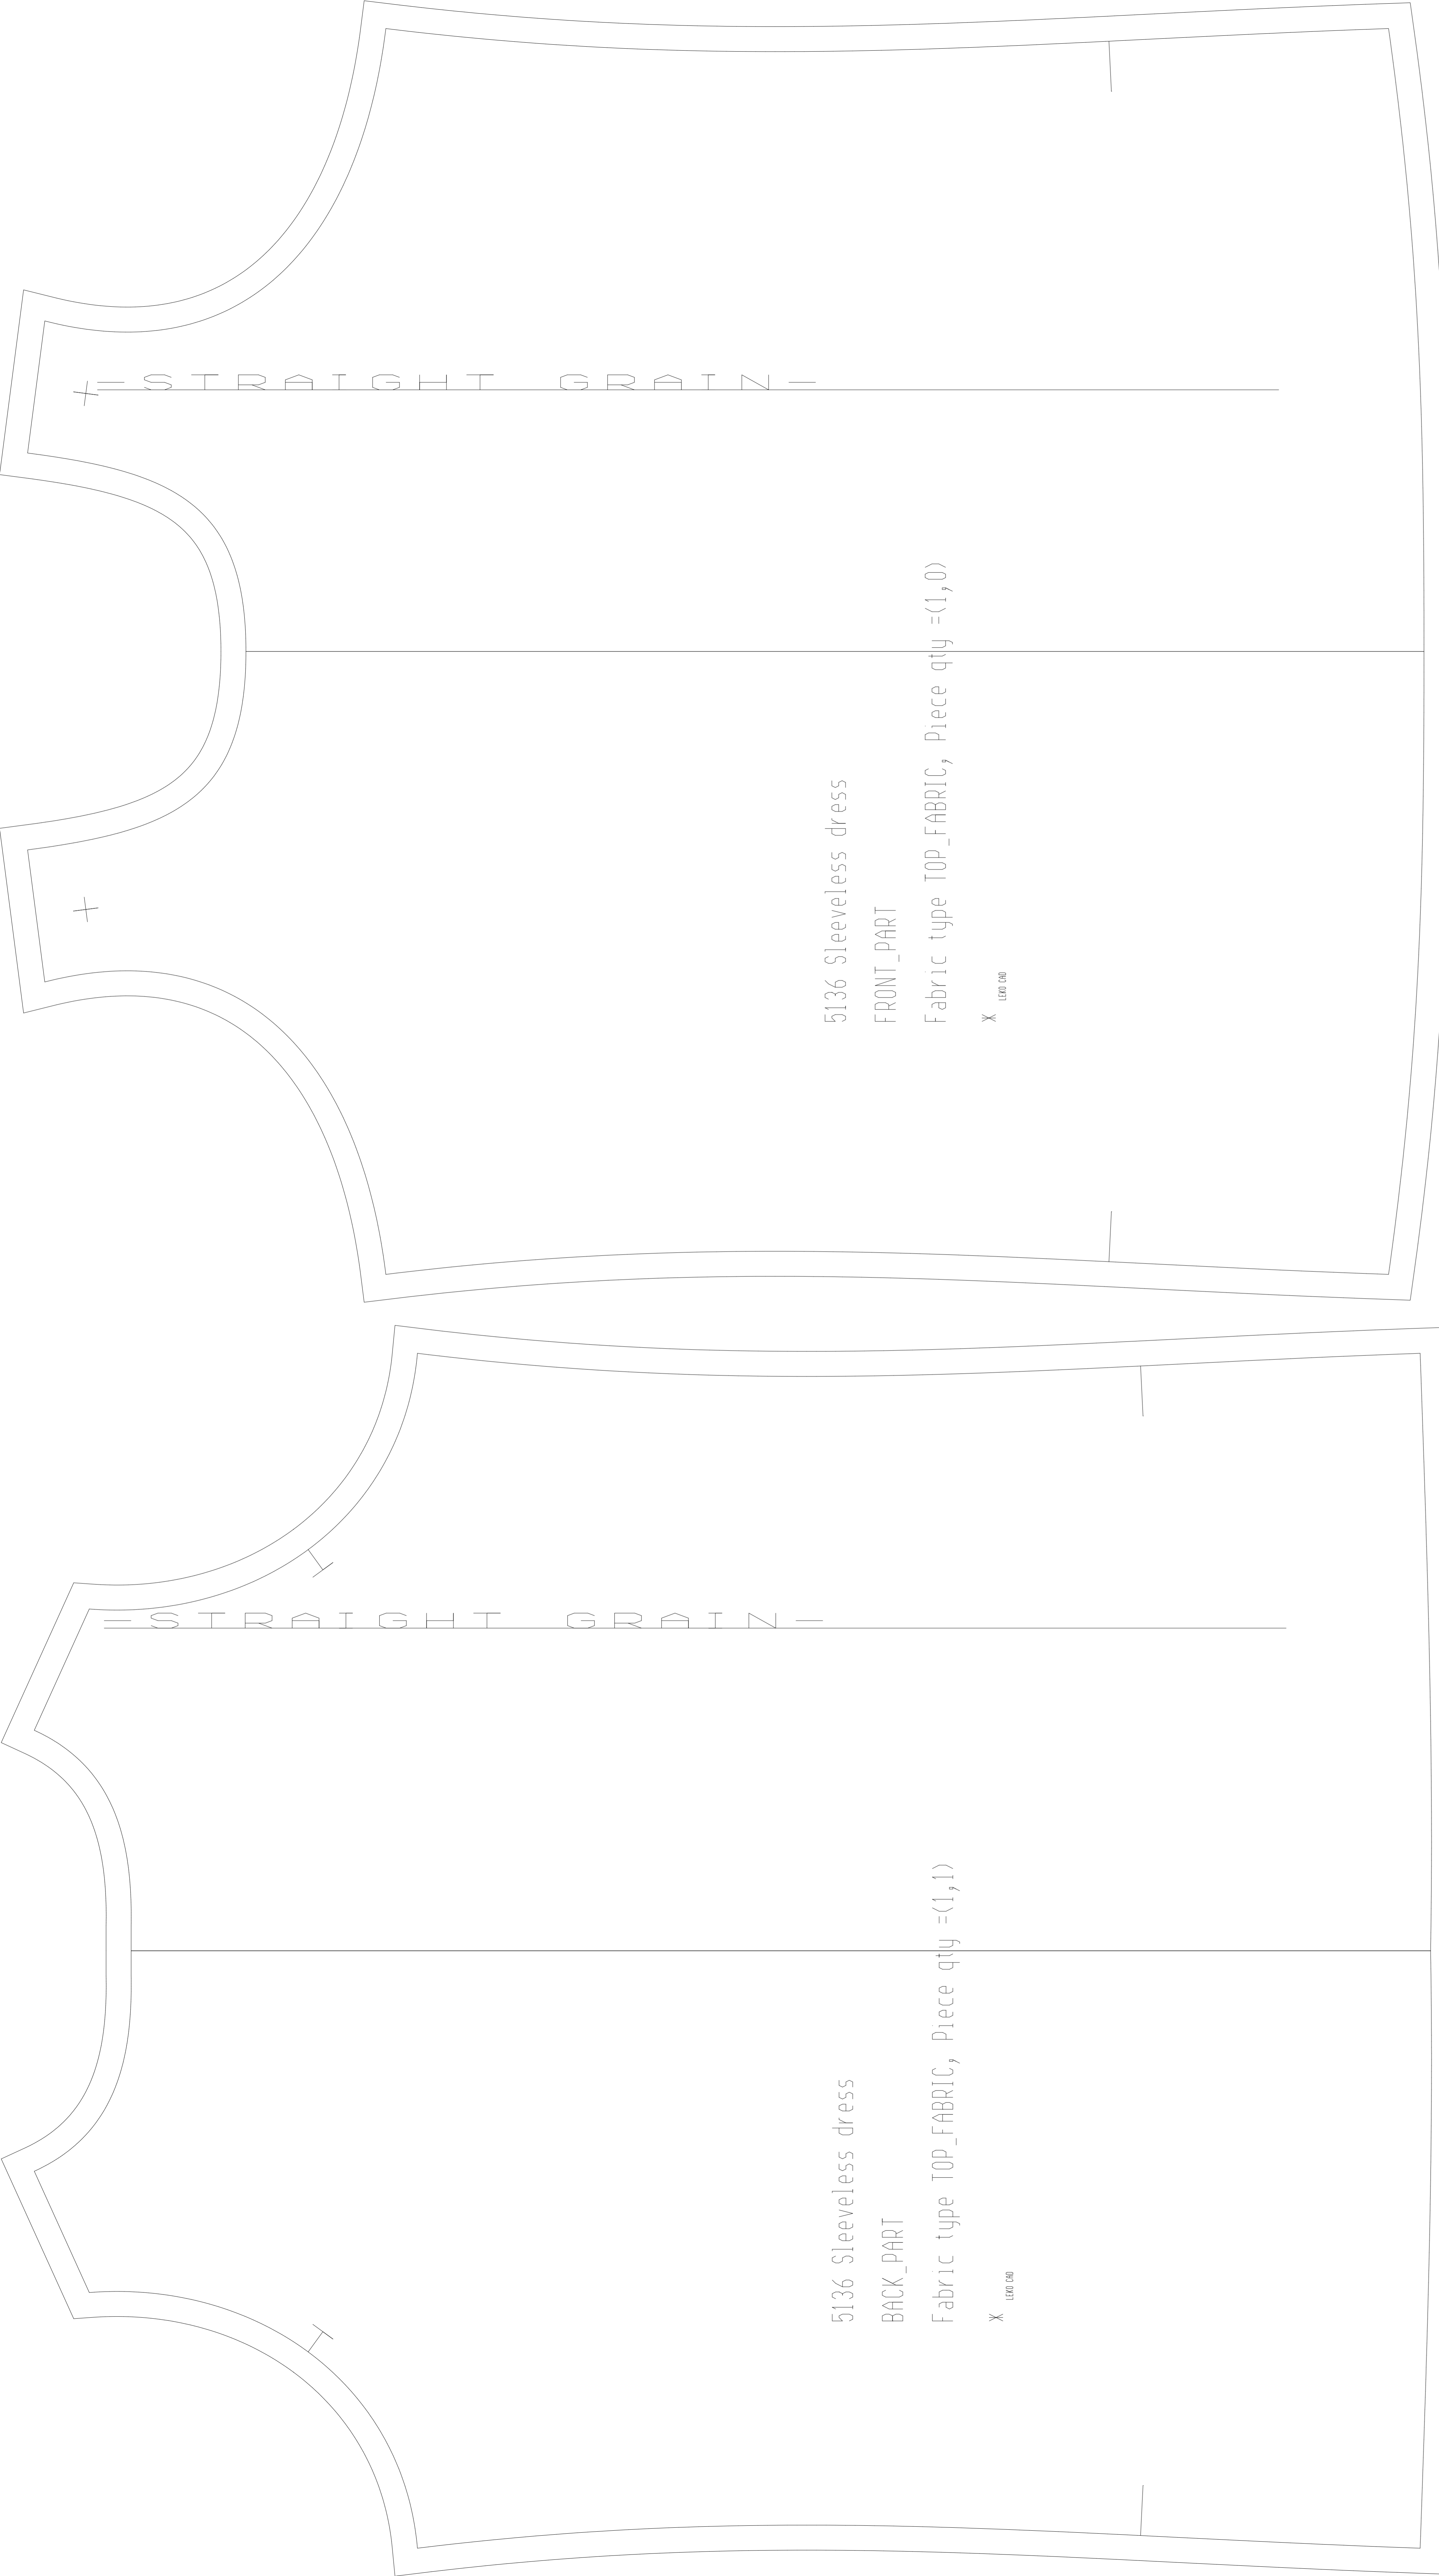 -STRAIGHT GRAIN-
5136 Sleeveless dress
FRONT_PART
Fabric type TOP_FABRIC, Piece qty =(1,0)
* LEKO CAD
-STRAIGHT GRAIN-
5136 Sleeveless dress
BACK_PART
Fabric type TOP_FABRIC, Piece qty =(1,1)
* LEKO CAD